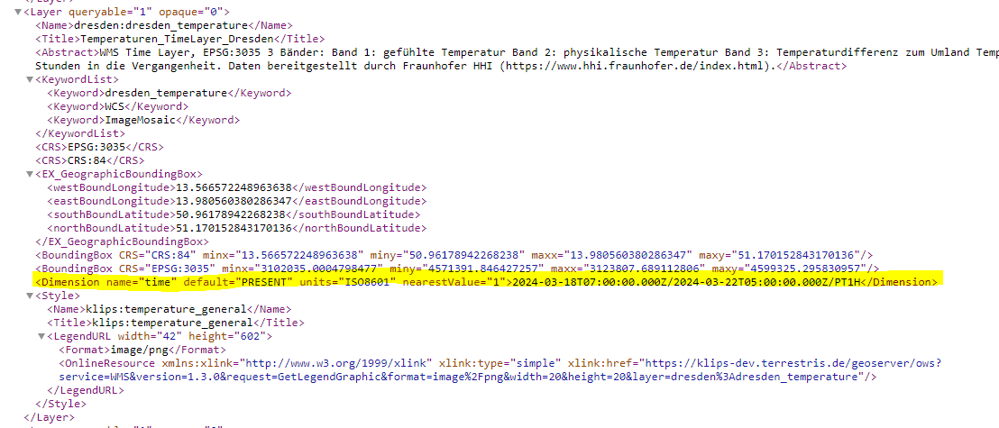 </Layer>
▼<Layer queryable="1" opaque="0">
<Name>dresden:dresden_temperature</Name>
<Title>Temperaturen_TimeLayer_Dresden</Title>
<Abstract>WMS Time Layer, EPSG:3035 3 Bänder: Band 1: gefühlte Temperatur Band 2: physikalische Temperatur Band 3: Temperaturdifferenz zum Umland Temp
Stunden in die Vergangenheit. Daten bereitgestellt durch Fraunhofer HHI (https://www.hhi.fraunhofer.de/index.html).</Abstract>
▼<KeywordList>
<Keyword>dresden_temperature</Keyword>
<Keyword>WCS</Keyword>
<Keyword>ImageMosaic</Keyword>
</KeywordList>
<CRS>EPSG:3035</CRS>
<CRS>CRS:84</CRS>
▼<EX_GeographicBoundingBox>
<westBoundLongitude>13.566572248963638</westBoundLongitude>
<eastBoundLongitude>13.980560380286347</eastBoundLongitude>
<southBoundLatitude>50.96178942268238</southBoundLatitude>
<northBoundLatitude>51.170152843170136</northBoundLatitude>
</EX_GeographicBoundingBox>
<BoundingBox CRS="CRS:84" minx="13.566572248963638" miny="50.96178942268238" maxx="13.980560380286347" maxy="51.170152843170136"/>
<BoundingBox CRS="EPSG:3035" minx="3102035.0004798477" miny="4571391.846427257" maxx="3123807.689112806" maxy="4599325.295830957"/>
<Dimension name="time" default="PRESENT" units="ISO8601" nearestValue="1">2024-03-18T07:00:00.000Z/2024-03-22T05:00:00.000Z/PT1H</Dimension>
▼<Style>
<Name>klips:temperature_general</Name>
<Title>klips:temperature_general</Title>
▼<LegendURL width="42" height="602">
<Format>image/png</Format>
<OnlineResource xmlns:xlink="http://www.w3.org/1999/xlink" xlink:type="simple" xlink:href="https://klips-dev.terrestris.de/geoserver/ows?
service=WMS&version=1.3.0&request=GetLegendGraphic&format=image%2Fpng&width=20&height=20&layer=dresden%3Adresden_temperature"/>
</LegendURL>
</Style>
</Layer>